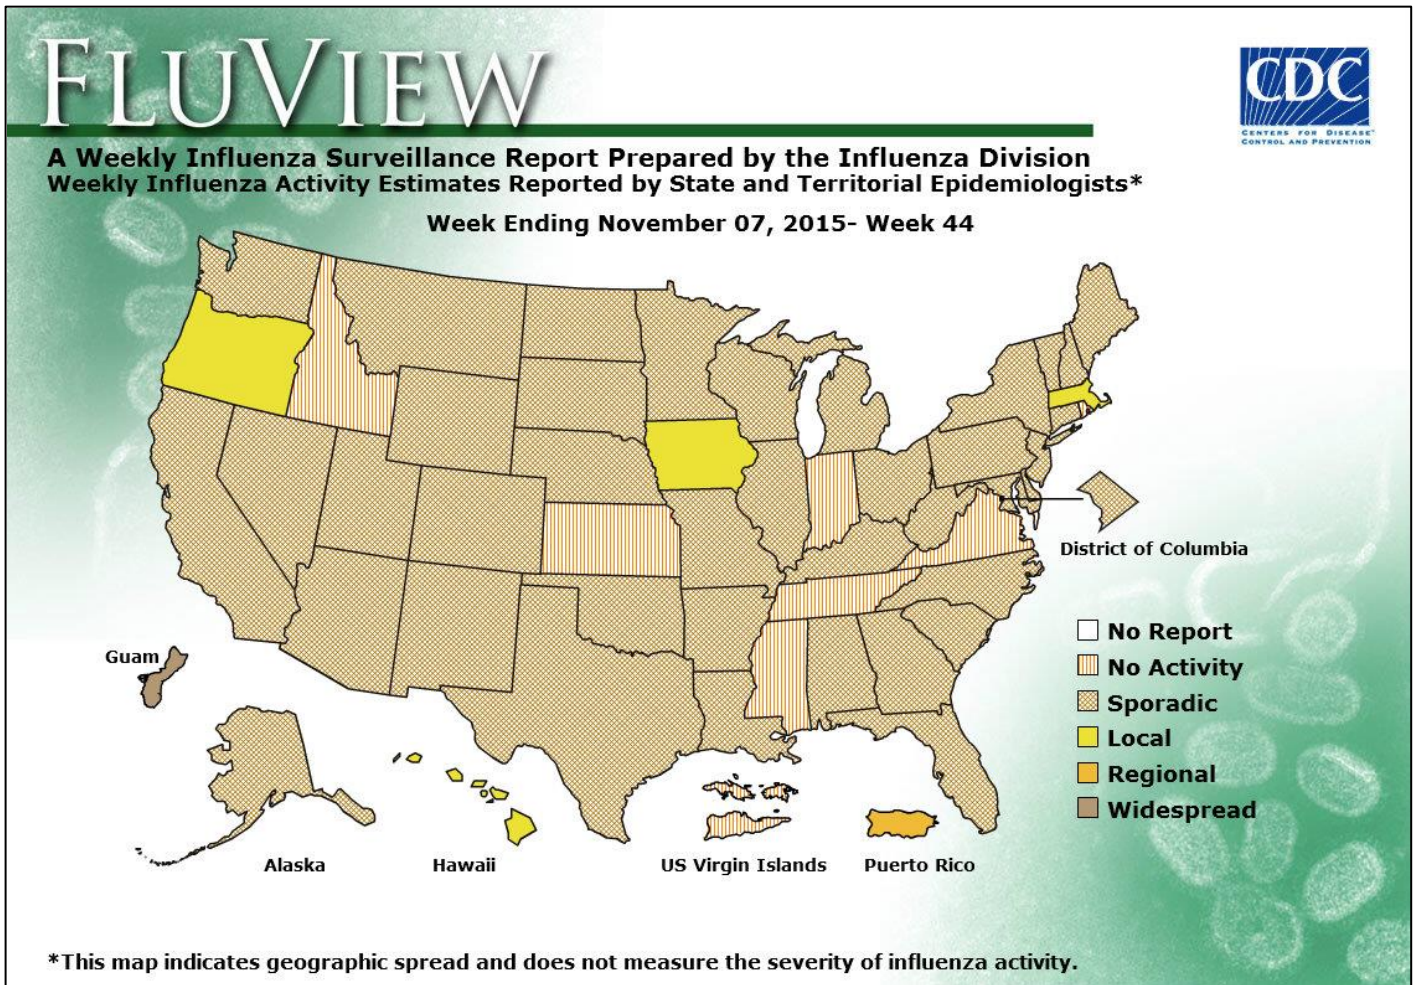 FLUVIEW
CDC
CENTERS FOR DISEASE
CONTROL AND PREVENTION
A Weekly Influenza Surveillance Report Prepared by the Influenza Division
Weekly Influenza Activity Estimates Reported by State and Territorial Epidemiologists*
Week Ending November 07, 2015- Week 44
District of Columbia
No Report
Guam
No Activity
Sporadic
Local
Regional
Widespread
Alaska
Hawaii
US Virgin Islands
Puerto Rico
*This map indicates geographic spread and does not measure the severity of influenza activity.